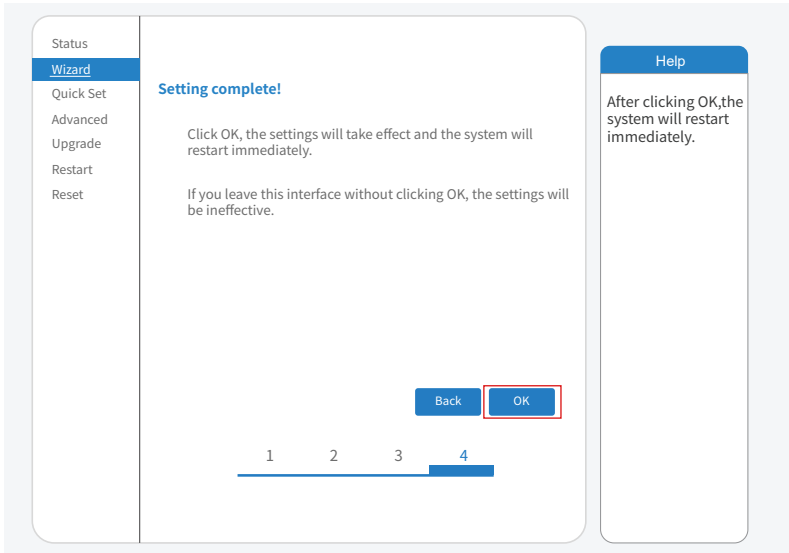 Status
Wizard
Quick Set
Advanced
Upgrade
Restart
Reset
Setting complete!
Click OK, the settings will take effect and the system will
restart immediately.
If you leave this interface without clicking OK, the settings will
be ineffective.
Back
OK
1 2 3 4
Help
After clicking OK,the
system will restart
immediately.